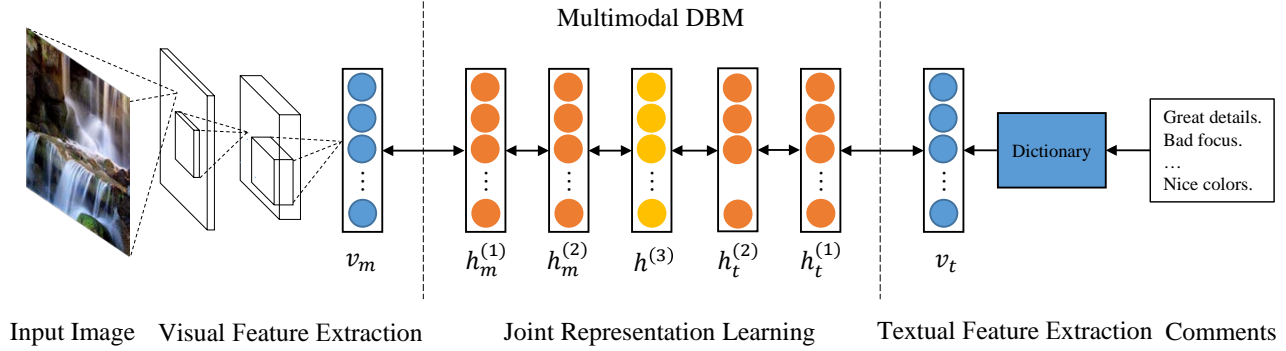 Multimodal DBM
Great details.
Bad focus.
…
Nice colors.
Dictionary
v_m
h_m^{(1)}
h_m^{(2)}
h^{(3)}
h_t^{(2)}
h_t^{(1)}
v_t
Input Image
Visual Feature Extraction
Joint Representation Learning
Textual Feature Extraction
Comments